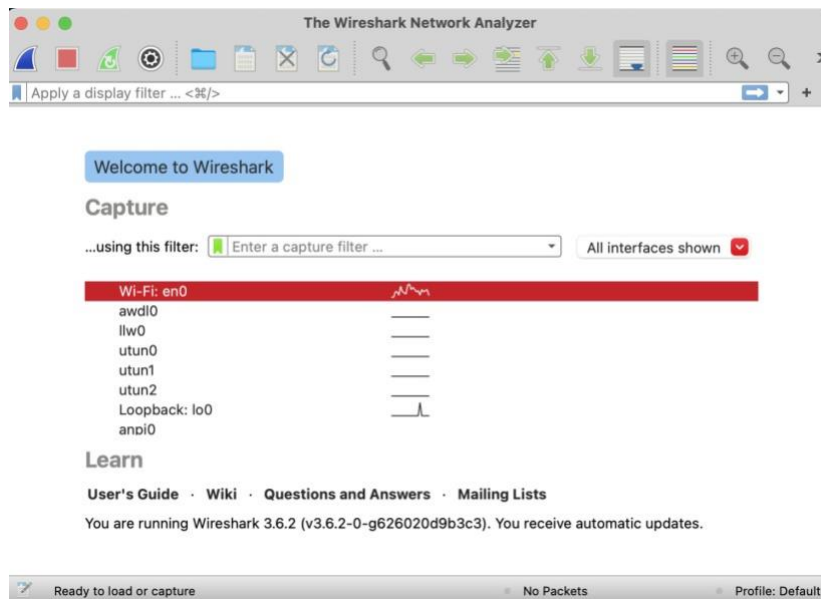 The Wireshark Network Analyzer
Apply a display filter ... <⌘/>
+
Welcome to Wireshark
Capture
...using this filter: Enter a capture filter ... All interfaces shown
Wi-Fi: en0
awdl0
llw0
utun0
utun1
utun2
Loopback: lo0
anpi0
Learn
User's Guide · Wiki · Questions and Answers · Mailing Lists
You are running Wireshark 3.6.2 (v3.6.2-0-g626020d9b3c3). You receive automatic updates.
Ready to load or capture No Packets Profile: Default